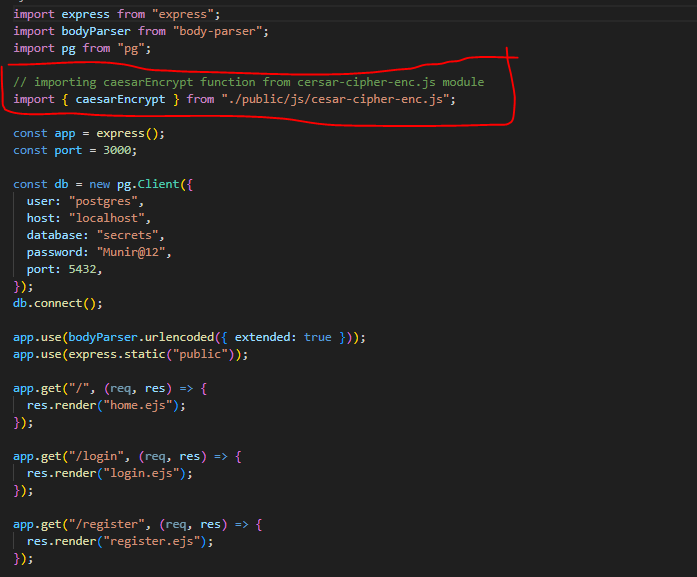 import express from "express";
import bodyParser from "body-parser";
import pg from "pg";
// importing caesarEncrypt function from cersar-cipher-enc.js module
import { caesarEncrypt } from "./public/js/cesar-cipher-enc.js";
const app = express();
const port = 3000;
const db = new pg.Client({
  user: "postgres",
  host: "localhost",
  database: "secrets",
  password: "Munir@12",
  port: 5432,
});
db.connect();
app.use(bodyParser.urlencoded({ extended: true }));
app.use(express.static("public"));
app.get("/", (req, res) => {
  res.render("home.ejs");
});
app.get("/login", (req, res) => {
  res.render("login.ejs");
});
app.get("/register", (req, res) => {
  res.render("register.ejs");
});